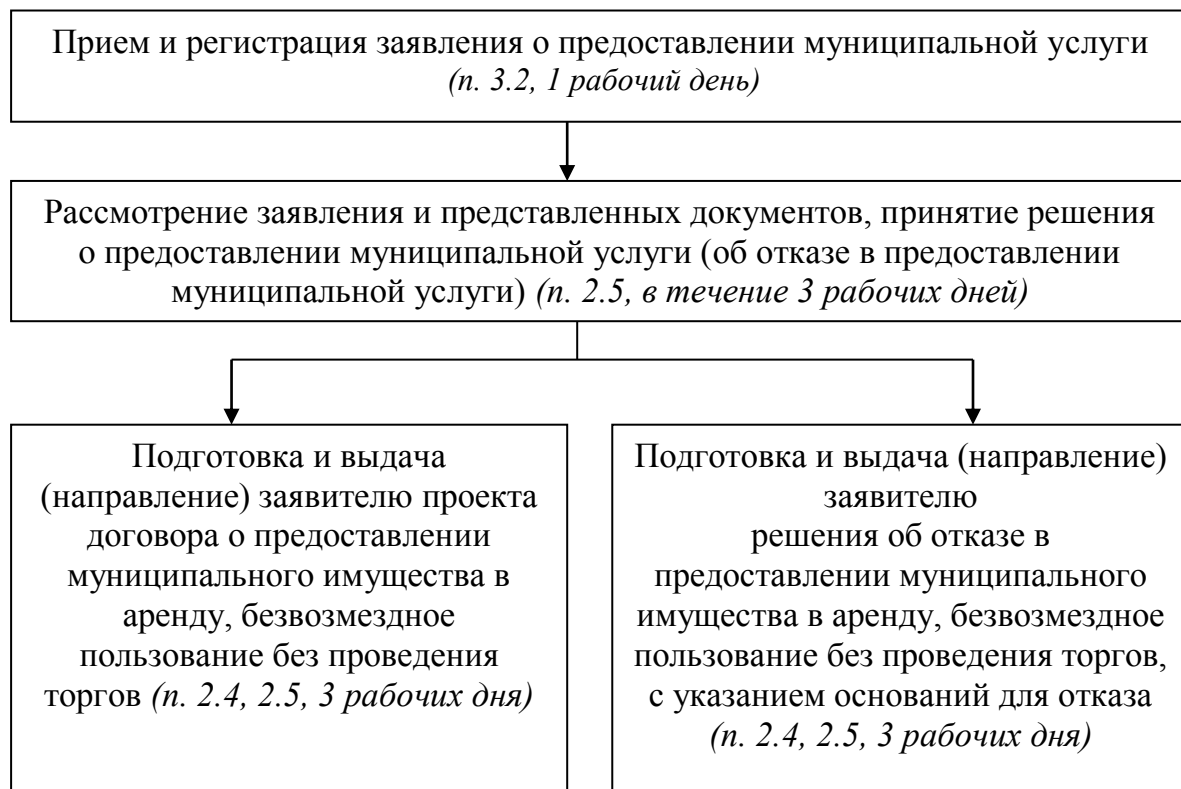 Прием и регистрация заявления о предоставлении муниципальной услуги
(п. 3.2, 1 рабочий день)
Рассмотрение заявления и представленных документов, принятие решения
о предоставлении муниципальной услуги (об отказе в предоставлении
муниципальной услуги) (п. 2.5, в течение 3 рабочих дней)
Подготовка и выдача
(направление) заявителю проекта
договора о предоставлении
муниципального имущества в
аренду, безвозмездное
пользование без проведения
торгов (п. 2.4, 2.5, 3 рабочих дня)
Подготовка и выдача (направление)
заявителю
решения об отказе в
предоставлении муниципального
имущества в аренду, безвозмездное
пользование без проведения торгов,
с указанием оснований для отказа
(п. 2.4, 2.5, 3 рабочих дня)